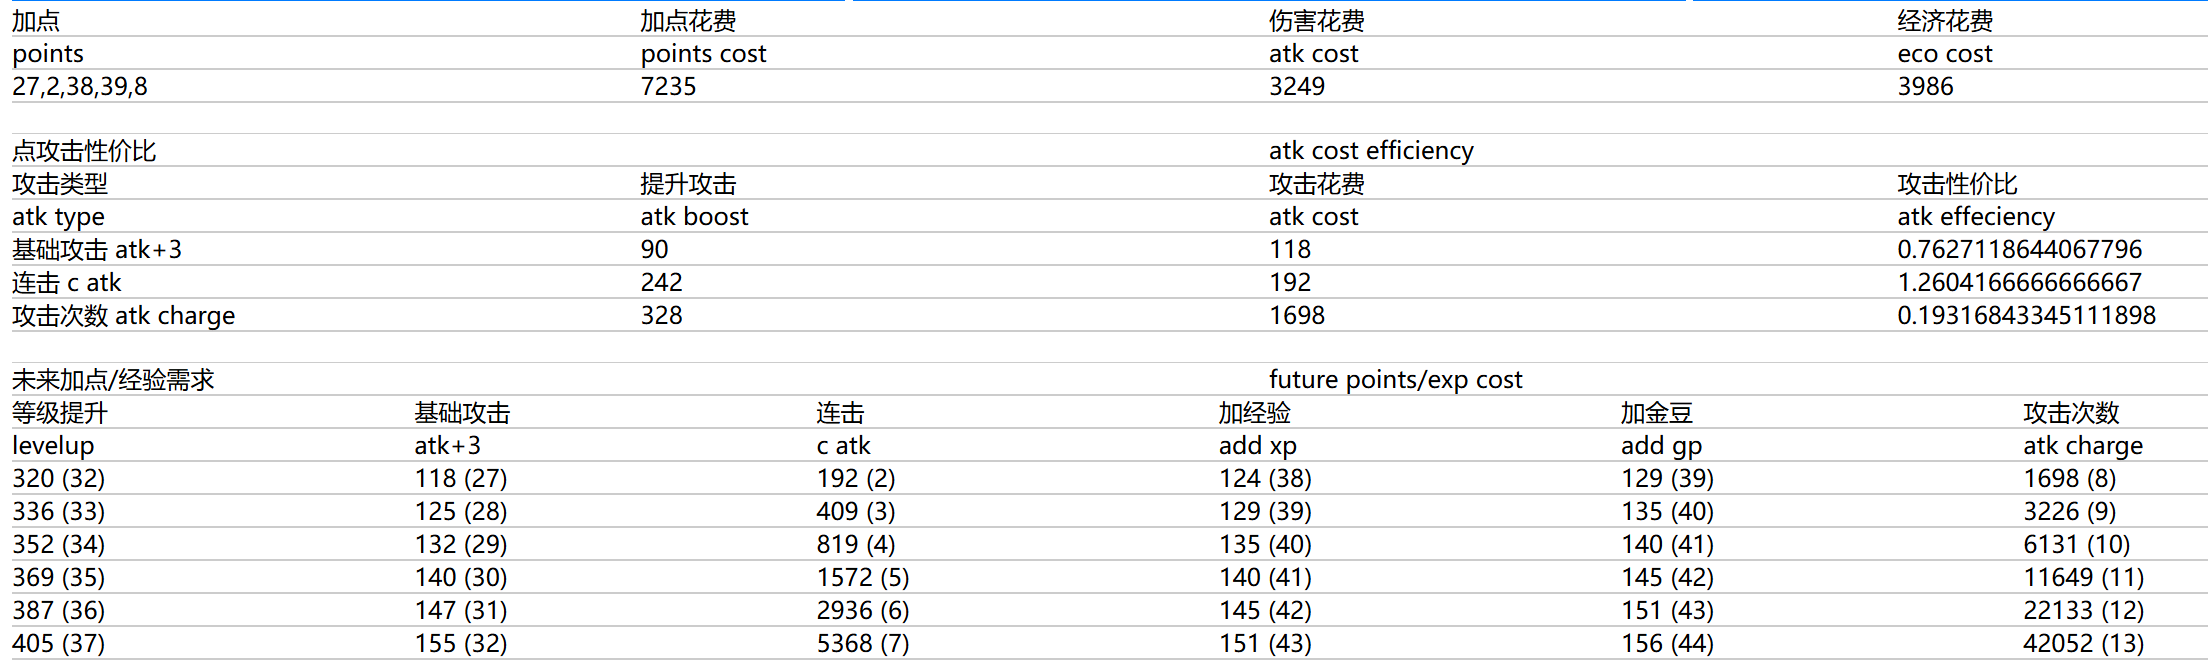 加点 加点花费 伤害花费 经济花费
points points cost atk cost eco cost
27,2,38,39,8 7235 3249 3986
点攻击性价比 atk cost efficiency
攻击类型 提升攻击 攻击花费 攻击性价比
atk type atk boost atk cost atk effeciency
基础攻击 atk+3 90 118 0.7627118644067796
连击 c atk 242 192 1.2604166666666667
攻击次数 atk charge 328 1698 0.19316843345111898
未来加点/经验需求 future points/exp cost
等级提升 基础攻击 连击 加经验 加金豆 攻击次数
levelup atk+3 c atk add xp add gp atk charge
320 (32) 118 (27) 192 (2) 124 (38) 129 (39) 1698 (8)
336 (33) 125 (28) 409 (3) 129 (39) 135 (40) 3226 (9)
352 (34) 132 (29) 819 (4) 135 (40) 140 (41) 6131 (10)
369 (35) 140 (30) 1572 (5) 140 (41) 145 (42) 11649 (11)
387 (36) 147 (31) 2936 (6) 145 (42) 151 (43) 22133 (12)
405 (37) 155 (32) 5368 (7) 151 (43) 156 (44) 42052 (13)